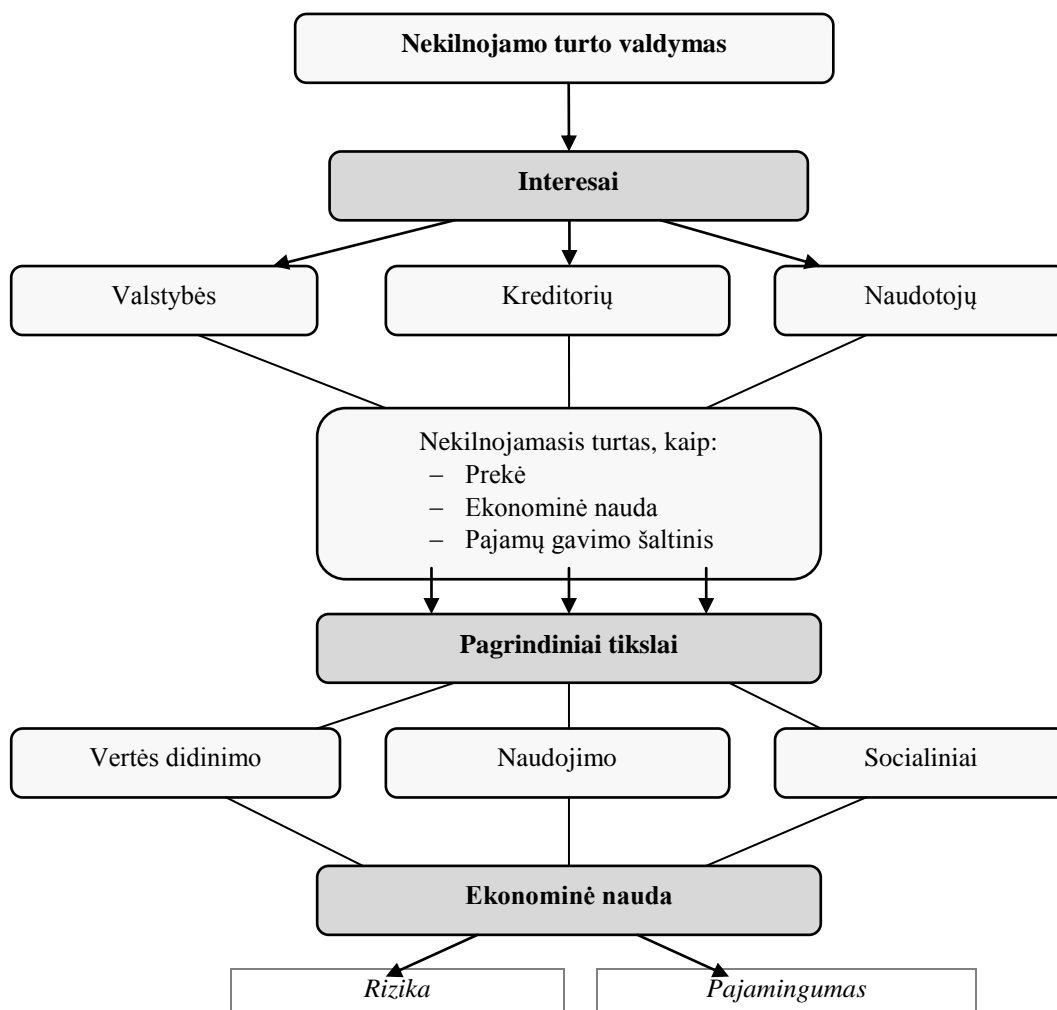 Nekilnojamo turto valdymas
Interesai
Valstybės
Kreditorių
Naudotojų
Nekilnojamasis turtas, kaip:
– Prekė
– Ekonominė nauda
– Pajamų gavimo šaltinis
Pagrindiniai tikslai
Vertės didinimo
Naudojimo
Socialiniai
Ekonominė nauda
Rizika
Pajamingumas